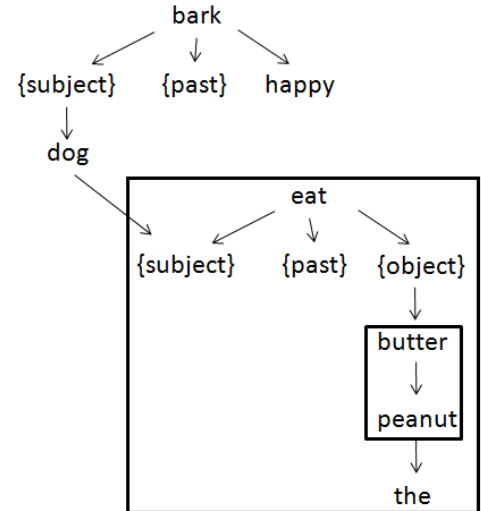 bark
{subject} {past} happy
dog
eat
{subject} {past} {object}
butter
peanut
the